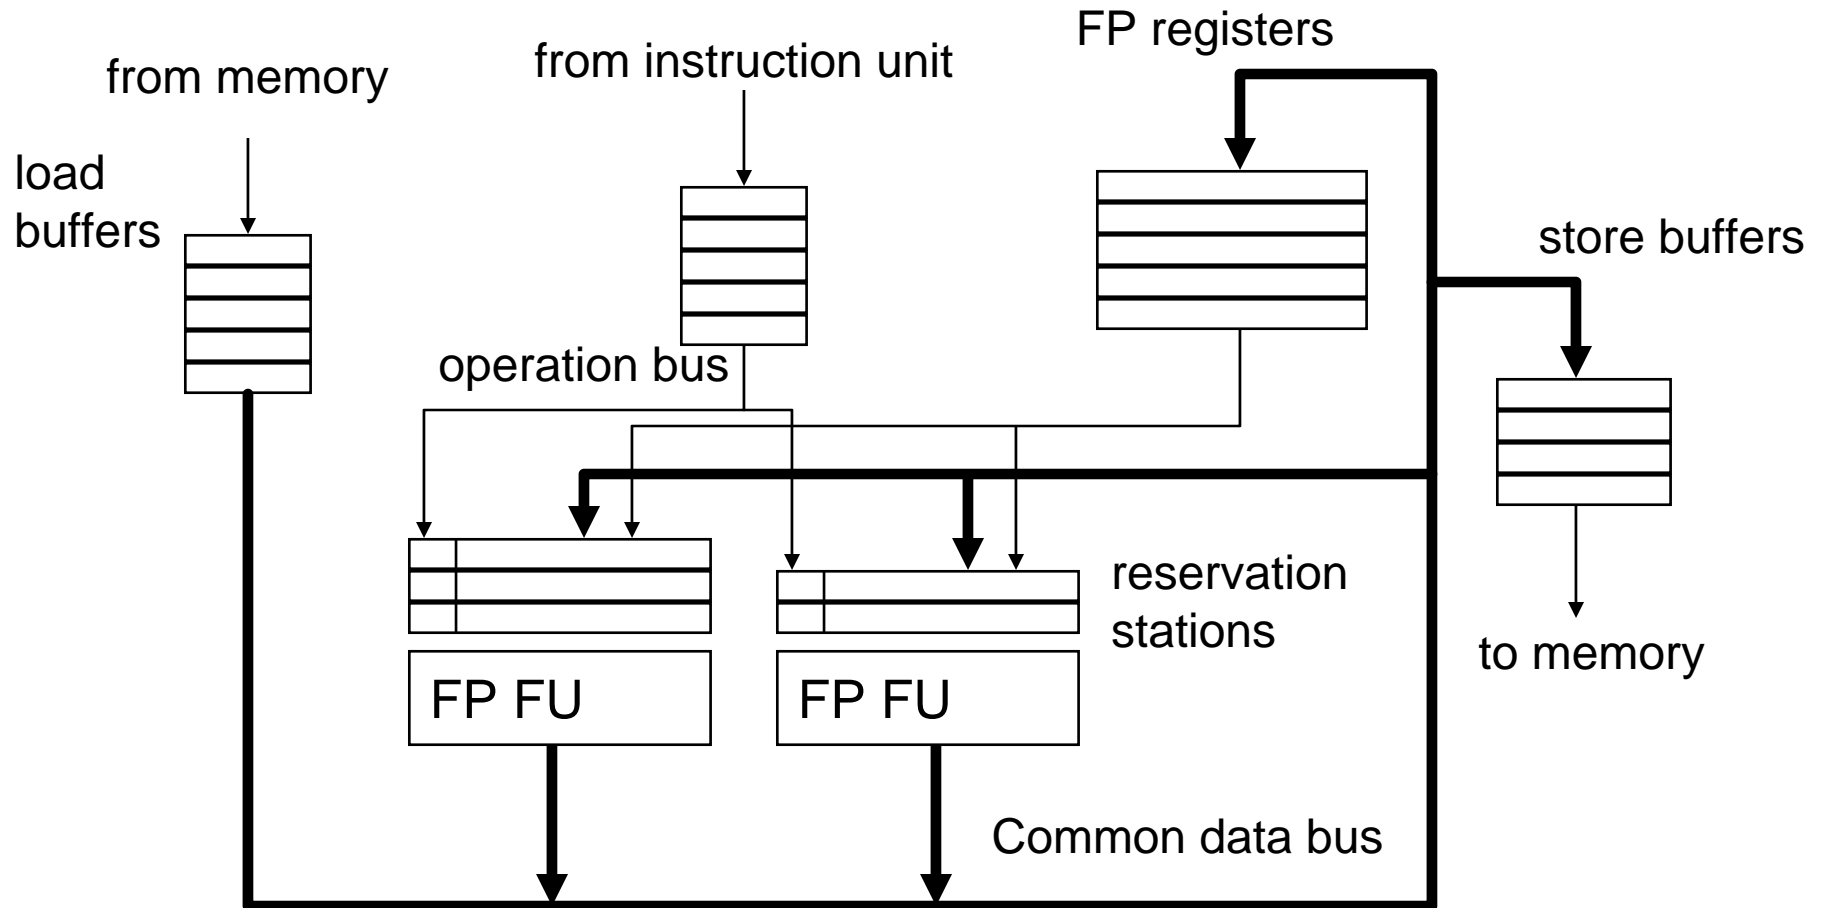 FP registers
from instruction unit
from memory
load
buffers
store buffers
operation bus
reservation
stations
to memory
FP FU
FP FU
Common data bus